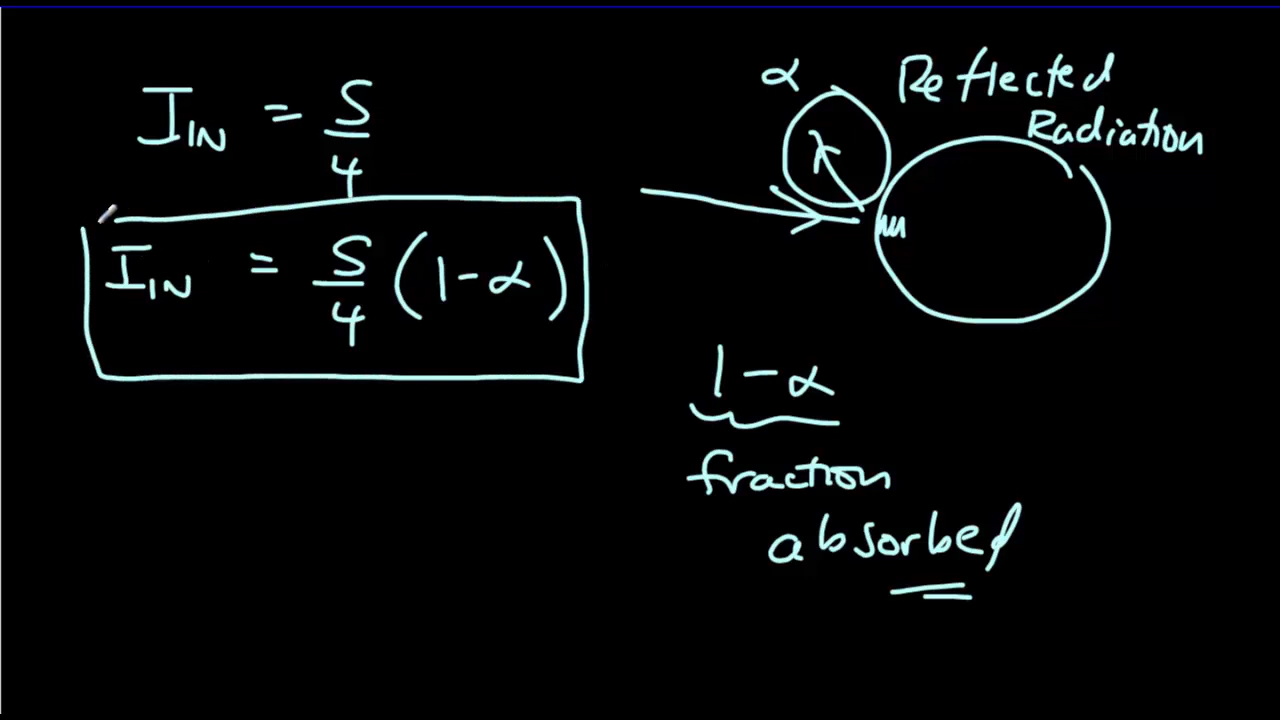 I_IN = S/4
I_IN = S/4 (1-α)
α
Reflected
Radiation
1-α
fraction
absorbed